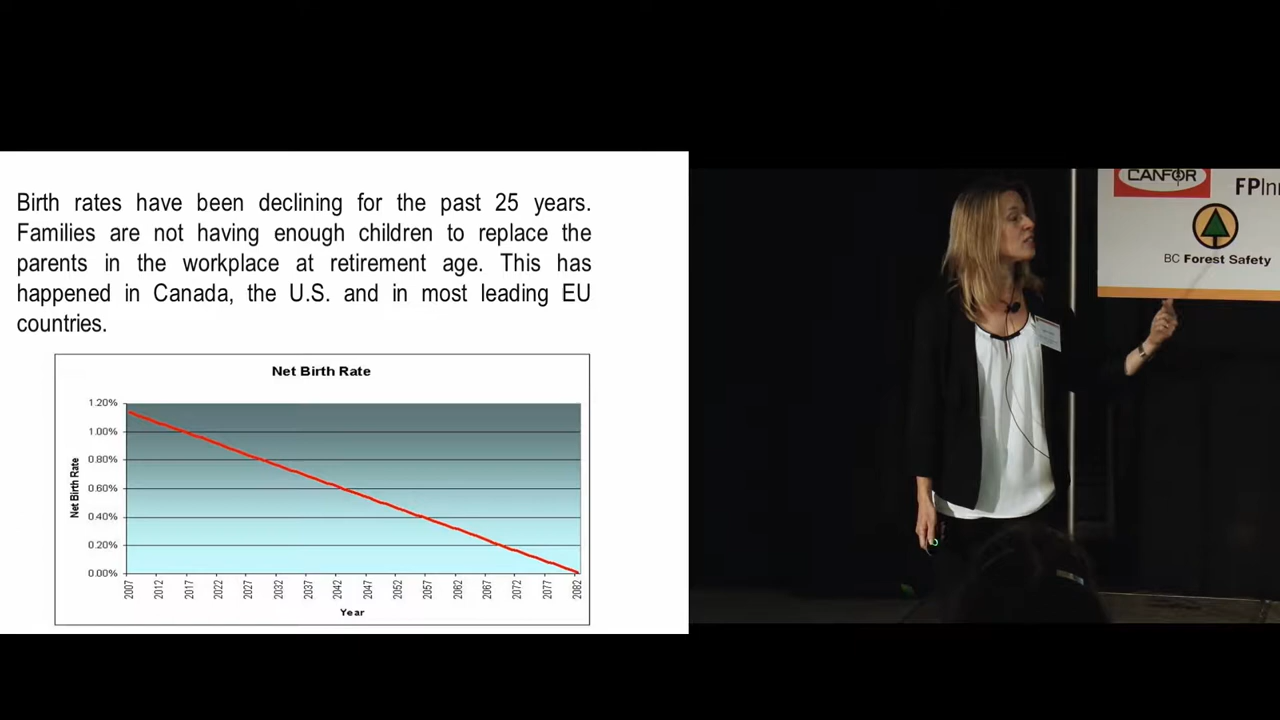 Birth rates have been declining for the past 25 years.
Families are not having enough children to replace the
parents in the workplace at retirement age. This has
happened in Canada, the U.S. and in most leading EU
countries.
Net Birth Rate
1.20%
1.00%
0.80%
0.60%
0.40%
0.20%
0.00%
Net Birth Rate
2007 2012 2017 2022 2027 2032 2037 2042 2047 2052 2057 2062 2067 2072 2077 2082
Year
CANFOR
BC Forest Safety